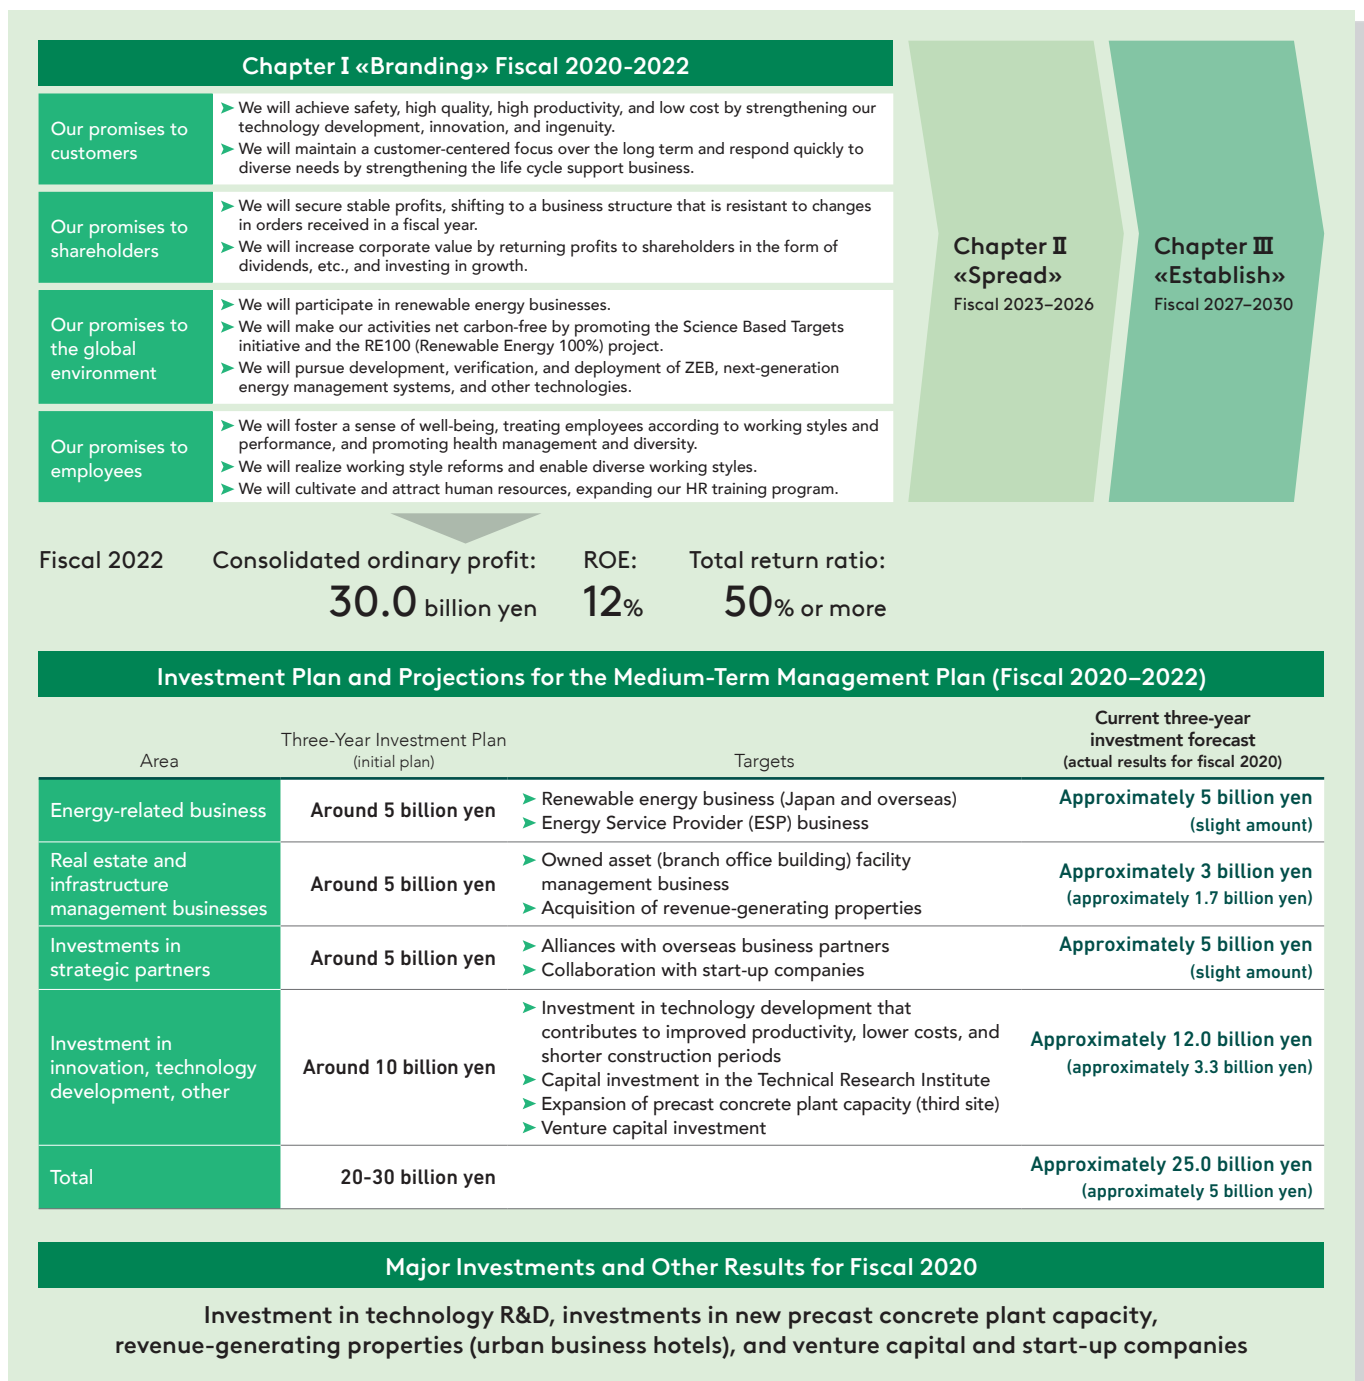 Chapter I «Branding» Fiscal 2020-2022
Our promises to
customers
➤ We will achieve safety, high quality, high productivity, and low cost by strengthening our
technology development, innovation, and ingenuity.
➤ We will maintain a customer-centered focus over the long term and respond quickly to
diverse needs by strengthening the life cycle support business.
Our promises to
shareholders
➤ We will secure stable profits, shifting to a business structure that is resistant to changes
in orders received in a fiscal year.
➤ We will increase corporate value by returning profits to shareholders in the form of
dividends, etc., and investing in growth.
Our promises to
the global
environment
➤ We will participate in renewable energy businesses.
➤ We will make our activities net carbon-free by promoting the Science Based Targets
initiative and the RE100 (Renewable Energy 100%) project.
➤ We will pursue development, verification, and deployment of ZEB, next-generation
energy management systems, and other technologies.
Our promises to
employees
➤ We will foster a sense of well-being, treating employees according to working styles and
performance, and promoting health management and diversity.
➤ We will realize working style reforms and enable diverse working styles.
➤ We will cultivate and attract human resources, expanding our HR training program.
Chapter II
«Spread»
Fiscal 2023–2026
Chapter III
«Establish»
Fiscal 2027–2030
Fiscal 2022
Consolidated ordinary profit:
30.0 billion yen
ROE:
12%
Total return ratio:
50% or more
Investment Plan and Projections for the Medium-Term Management Plan (Fiscal 2020–2022)
Area
Three-Year Investment Plan
(initial plan)
Targets
Current three-year
investment forecast
(actual results for fiscal 2020)
Energy-related business
Around 5 billion yen
➤ Renewable energy business (Japan and overseas)
➤ Energy Service Provider (ESP) business
Approximately 5 billion yen
(slight amount)
Real estate and
infrastructure
management businesses
Around 5 billion yen
➤ Owned asset (branch office building) facility
management business
➤ Acquisition of revenue-generating properties
Approximately 3 billion yen
(approximately 1.7 billion yen)
Investments in
strategic partners
Around 5 billion yen
➤ Alliances with overseas business partners
➤ Collaboration with start-up companies
Approximately 5 billion yen
(slight amount)
Investment in
innovation, technology
development, other
Around 10 billion yen
➤ Investment in technology development that
contributes to improved productivity, lower costs, and
shorter construction periods
➤ Capital investment in the Technical Research Institute
➤ Expansion of precast concrete plant capacity (third site)
➤ Venture capital investment
Approximately 12.0 billion yen
(approximately 3.3 billion yen)
Total
20-30 billion yen
Approximately 25.0 billion yen
(approximately 5 billion yen)
Major Investments and Other Results for Fiscal 2020
Investment in technology R&D, investments in new precast concrete plant capacity,
revenue-generating properties (urban business hotels), and venture capital and start-up companies